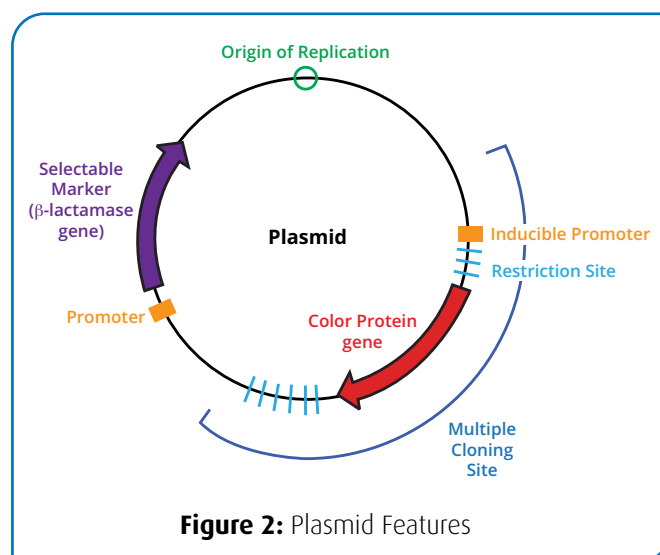 Origin of Replication
Selectable
Marker
(β-lactamase
gene)
Plasmid
Inducible Promoter
Restriction Site
Promoter
Color Protein
gene
Multiple
Cloning
Site
Figure 2: Plasmid Features